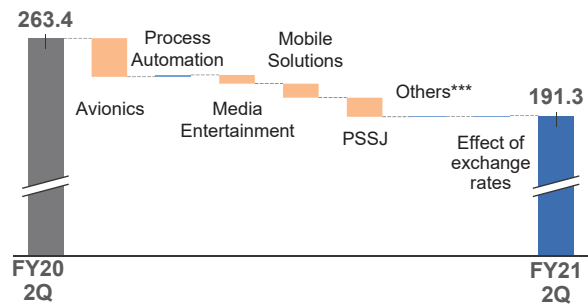 263.4
Process
Automation
Mobile
Solutions
Avionics
Media
Entertainment
PSSJ
Others***
191.3
Effect of
exchange
rates
FY20
2Q
FY21
2Q